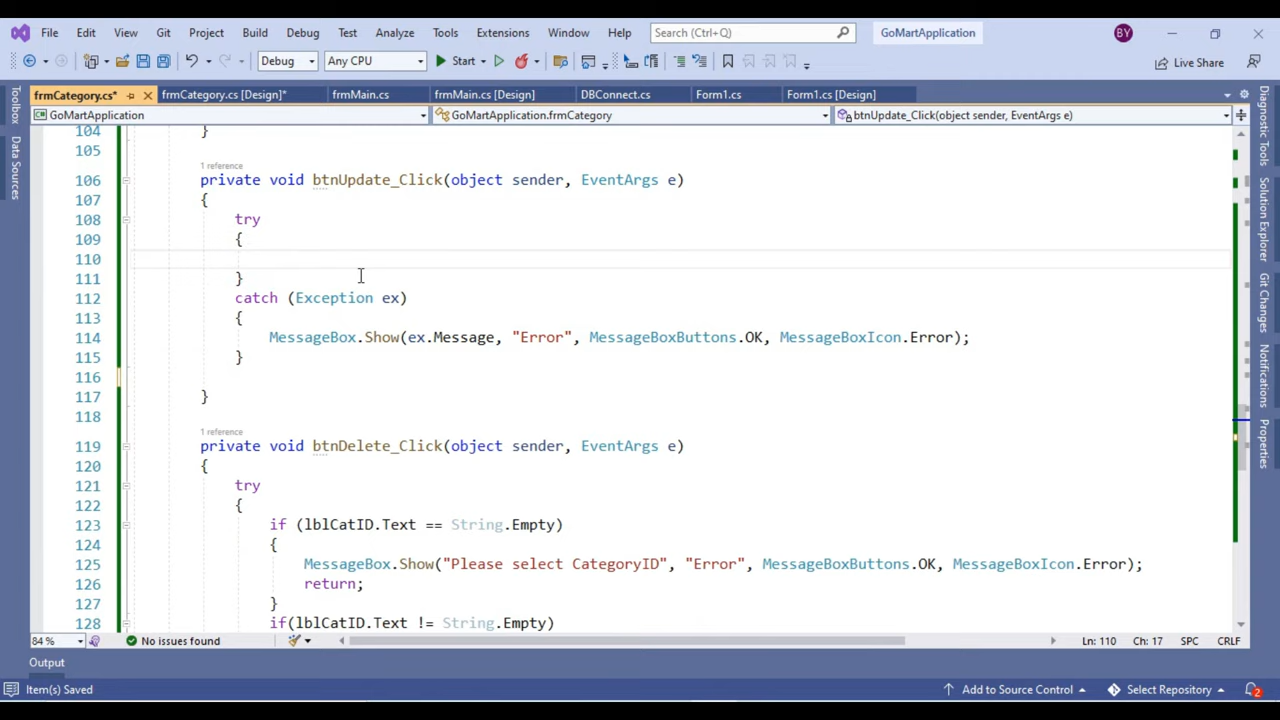 File Edit View Git Project Build Debug Test Analyze Tools Extensions Window Help Search (Ctrl+Q) GoMartApplication BY
Debug Any CPU Start Live Share
frmCategory.cs* frmCategory.cs [Design]* frmMain.cs frmMain.cs [Design] DBConnect.cs Form1.cs Form1.cs [Design]
GoMartApplication GoMartApplication.frmCategory btnUpdate_Click(object sender, EventArgs e)
Toolbox
Data Sources
104 }
105
1 reference
106 private void btnUpdate_Click(object sender, EventArgs e)
107 {
108 try
109 {
110
111 }
112 catch (Exception ex)
113 {
114 MessageBox.Show(ex.Message, "Error", MessageBoxButtons.OK, MessageBoxIcon.Error);
115 }
116
117 }
118
1 reference
119 private void btnDelete_Click(object sender, EventArgs e)
120 {
121 try
122 {
123 if (lblCatID.Text == String.Empty)
124 {
125 MessageBox.Show("Please select CategoryID", "Error", MessageBoxButtons.OK, MessageBoxIcon.Error);
126 return;
127 }
128 if(lblCatID.Text != String.Empty)
Diagnostic Tools
Solution Explorer
Git Changes
Notifications
Properties
84 % No issues found Ln: 110 Ch: 17 SPC CRLF
Output
Item(s) Saved Add to Source Control Select Repository 2